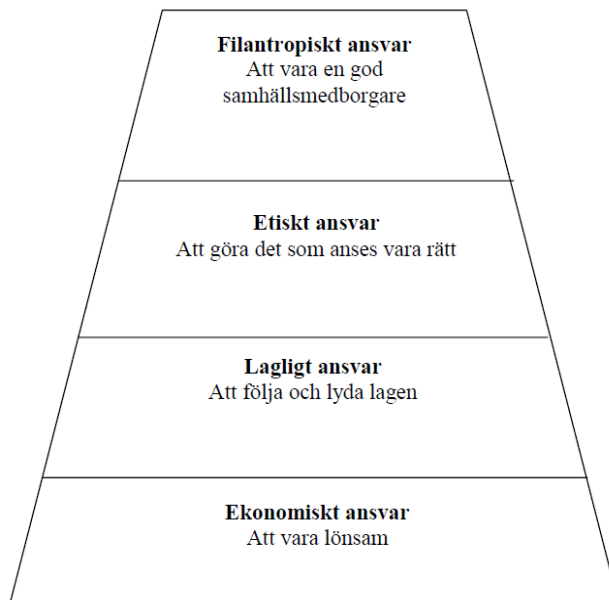 Filantropiskt ansvar
Att vara en god
samhällsmedborgare
Etiskt ansvar
Att göra det som anses vara rätt
Lagligt ansvar
Att följa och lyda lagen
Ekonomiskt ansvar
Att vara lönsam